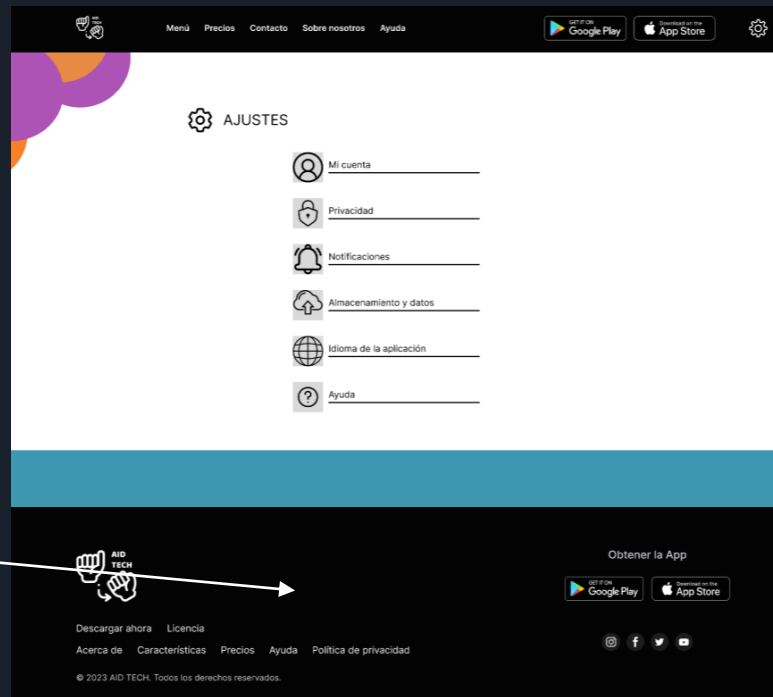 AID
TECH
Menú Precios Contacto Sobre nosotros Ayuda
GET IT ON
Google Play
Download on the
App Store
AJUSTES
Mi cuenta
Privacidad
Notificaciones
Almacenamiento y datos
Idioma de la aplicación
Ayuda
AID
TECH
Obtener la App
GET IT ON
Google Play
Download on the
App Store
Descargar ahora Licencia
Acerca de Características Precios Ayuda Política de privacidad
© 2023 AID TECH. Todos los derechos reservados.